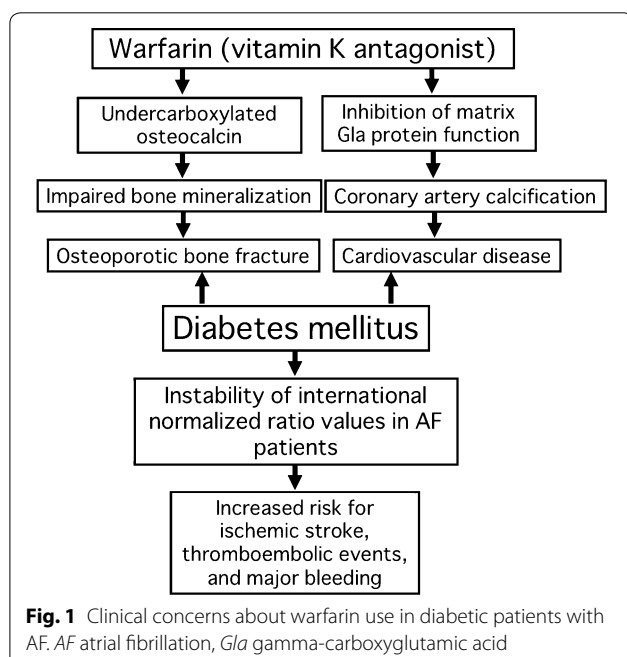 Warfarin (vitamin K antagonist)
Undercarboxylated
osteocalcin
Inhibition of matrix
Gla protein function
Impaired bone mineralization
Coronary artery calcification
Osteoporotic bone fracture
Cardiovascular disease
Diabetes mellitus
Instability of international
normalized ratio values in AF
patients
Increased risk for
ischemic stroke,
thromboembolic events,
and major bleeding
Fig. 1 Clinical concerns about warfarin use in diabetic patients with
AF. AF atrial fibrillation, Gla gamma-carboxyglutamic acid